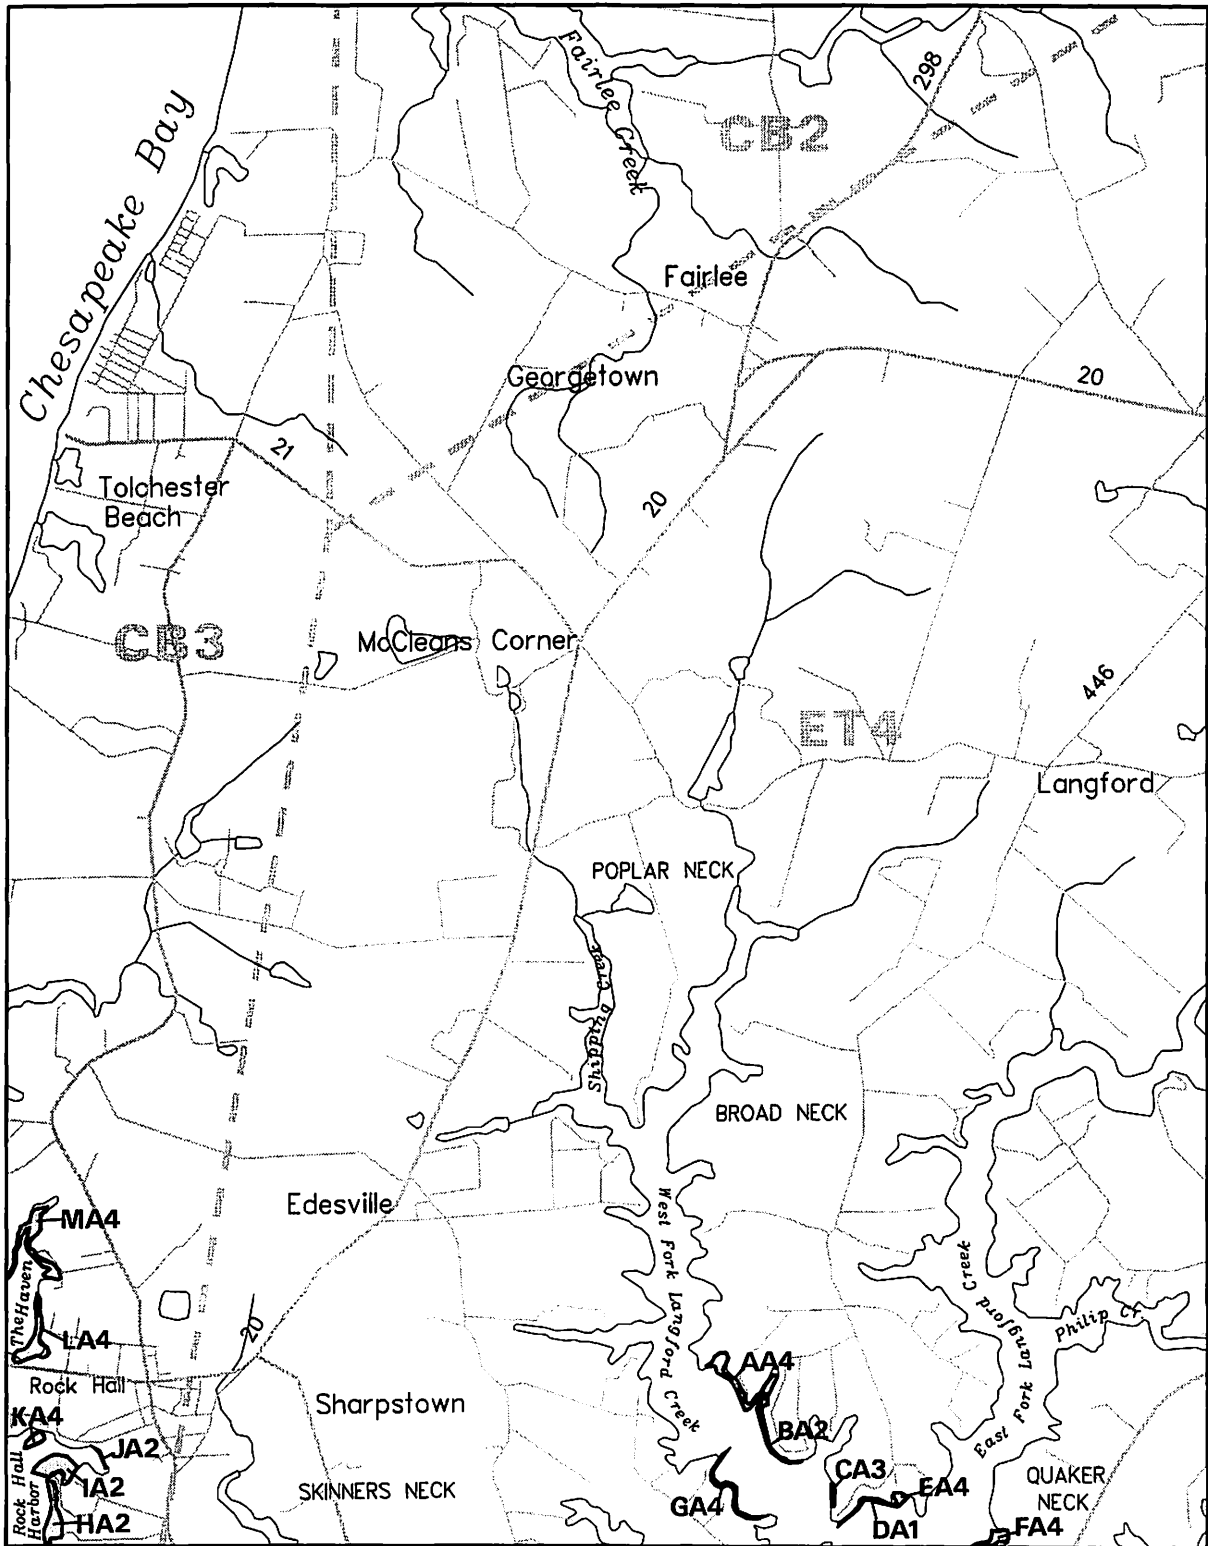 Fairlee Creek
298
CB2
Chesapeake Bay
Fairlee
Georgetown
20
21
Tolchester
Beach
20
CB3
McCleans Corner
446
ET4
Langford
POPLAR NECK
Shipping Creek
BROAD NECK
Edesville
MA4
The Haven
West Fork Langford Creek
East Fork Langford Creek
Philip Cr.
LA4
20
Rock Hall
AA4
Sharpstown
KA4
BA2
JA2
Rock Hall
Harbor
IA2
SKINNERS NECK
CA3
EA4
QUAKER
NECK
GA4
HA2
DA1
FA4